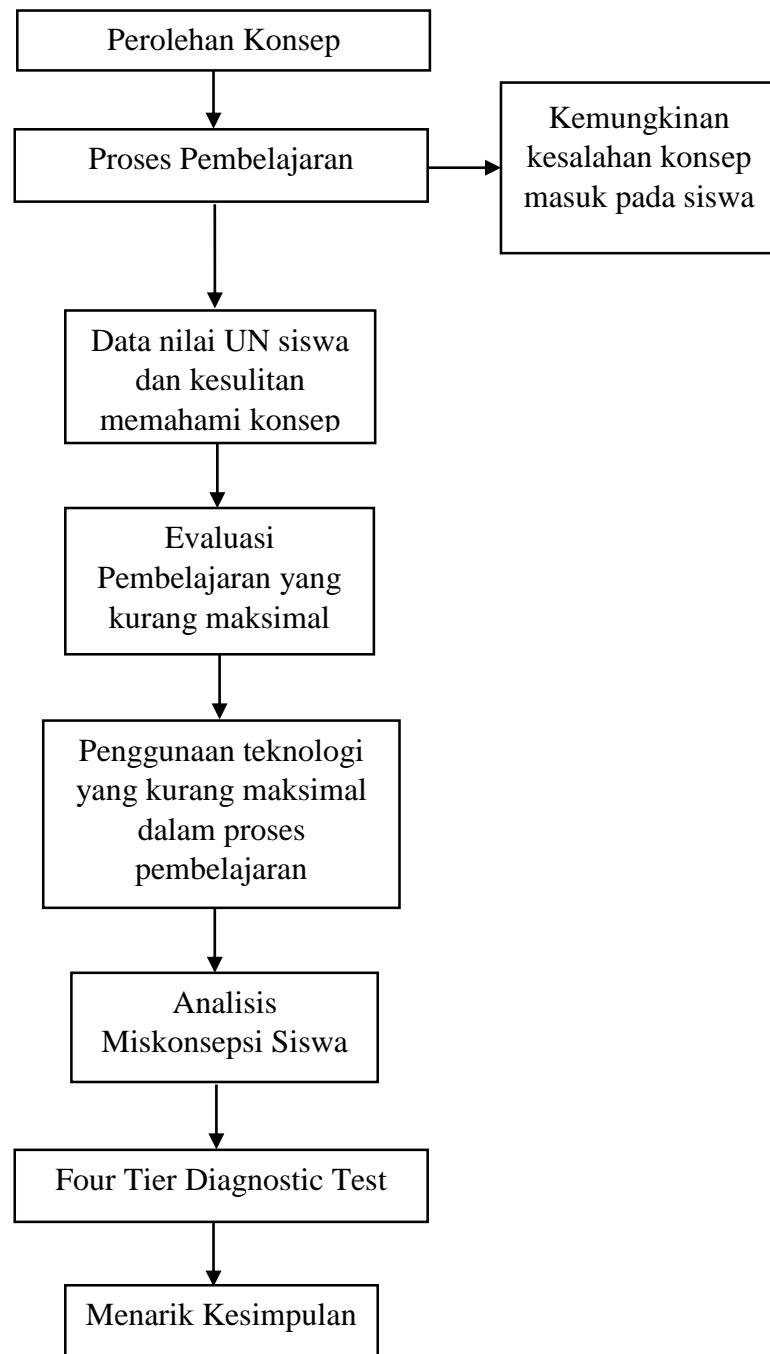 Perolehan Konsep
Proses Pembelajaran
Kemungkinan
kesalahan konsep
masuk pada siswa
Data nilai UN siswa
dan kesulitan
memahami konsep
Evaluasi
Pembelajaran yang
kurang maksimal
Penggunaan teknologi
yang kurang maksimal
dalam proses
pembelajaran
Analisis
Miskonsepsi Siswa
Four Tier Diagnostic Test
Menarik Kesimpulan